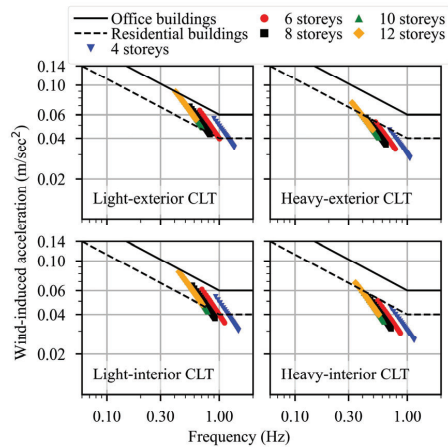 Office buildings
Residential buildings
4 storeys
6 storeys
8 storeys
10 storeys
12 storeys
Wind-induced acceleration (m/sec²)
0.14
0.10
0.06
0.04
0.02
Light-exterior CLT
Heavy-exterior CLT
0.14
0.10
0.06
0.04
0.02
Light-interior CLT
Heavy-interior CLT
0.10 0.30 1.00 0.10 0.30 1.00
Frequency (Hz)